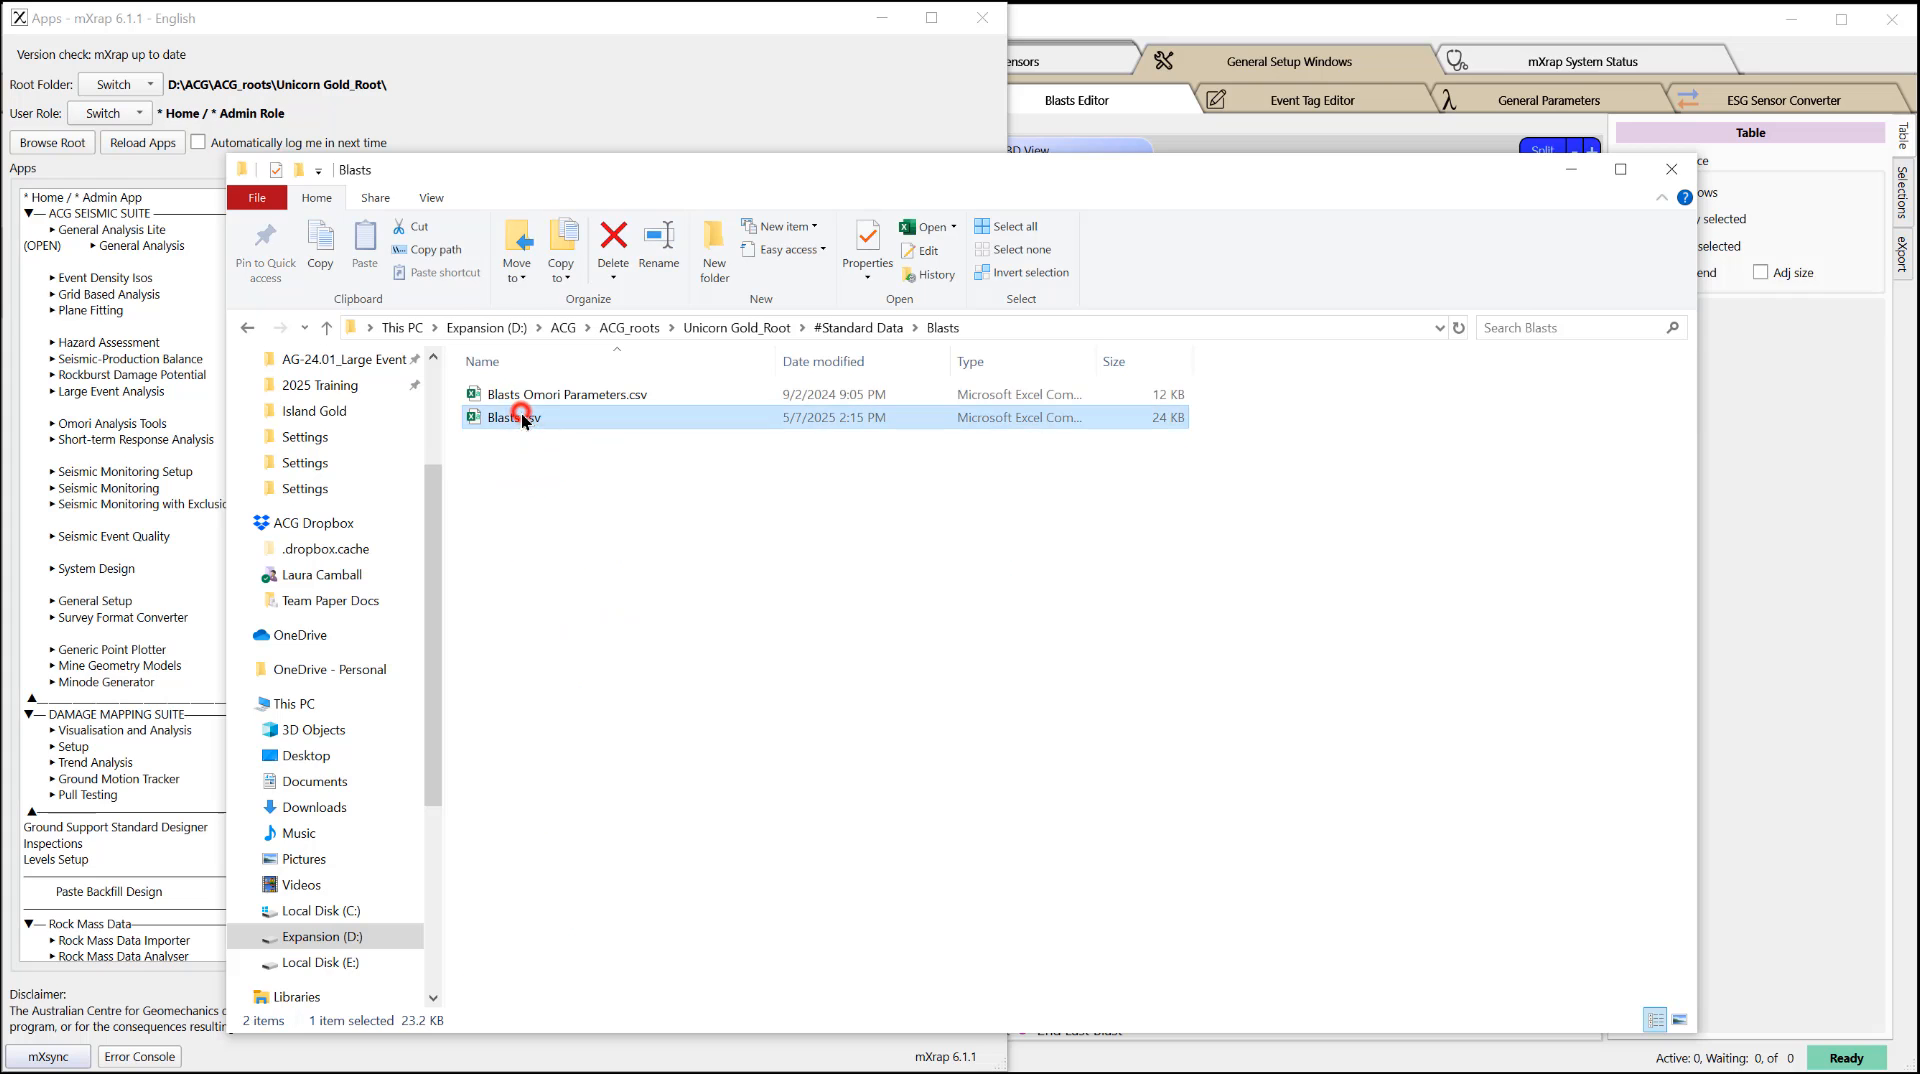 Apps - mXrap 6.1.1 - English
Version check: mXrap up to date
Root Folder: Switch D:\ACG\ACG_roots\Unicorn Gold_Root\
User Role: Switch * Home / * Admin Role
Browse Root Reload Apps Automatically log me in next time
Apps
* Home / * Admin App
ACG SEISMIC SUITE
General Analysis Lite
(OPEN) General Analysis
Event Density Isos
Grid Based Analysis
Plane Fitting
Hazard Assessment
Seismic-Production Balance
Rockburst Damage Potential
Large Event Analysis
Omori Analysis Tools
Short-term Response Analysis
Seismic Monitoring Setup
Seismic Monitoring
Seismic Monitoring with Exclusio
Seismic Event Quality
System Design
General Setup
Survey Format Converter
Generic Point Plotter
Mine Geometry Models
Minode Generator
DAMAGE MAPPING SUITE
Visualisation and Analysis
Setup
Trend Analysis
Ground Motion Tracker
Pull Testing
Ground Support Standard Designer
Inspections
Levels Setup
Paste Backfill Design
Rock Mass Data
Rock Mass Data Importer
Rock Mass Data Analyser
Disclaimer:
The Australian Centre for Geomechanics
program, or for the consequences resultin
mXsync Error Console mXrap 6.1.1
ensors General Setup Windows mXrap System Status
Blasts Editor Event Tag Editor General Parameters ESG Sensor Converter
3D View Split - +
Table
Table
Selections
eXport
ce
ows
y selected
selected
end Adj size
Blasts
File Home Share View
Pin to Quick access
Copy
Paste
Cut
Copy path
Paste shortcut
Clipboard
Move to
Copy to
Delete
Rename
Organize
New folder
New item
Easy access
New
Properties
Open
Edit
History
Open
Select all
Select none
Invert selection
Select
This PC Expansion (D:) ACG ACG_roots Unicorn Gold_Root #Standard Data Blasts
Search Blasts
AG-24.01_Large Event
2025 Training
Island Gold
Settings
Settings
Settings
ACG Dropbox
.dropbox.cache
Laura Camball
Team Paper Docs
OneDrive
OneDrive - Personal
This PC
3D Objects
Desktop
Documents
Downloads
Music
Pictures
Videos
Local Disk (C:)
Expansion (D:)
Local Disk (E:)
Libraries
Name Date modified Type Size
Blasts Omori Parameters.csv 9/2/2024 9:05 PM Microsoft Excel Com... 12 KB
Blasts.csv 5/7/2025 2:15 PM Microsoft Excel Com... 24 KB
2 items 1 item selected 23.2 KB
Active: 0, Waiting: 0, of 0 Ready